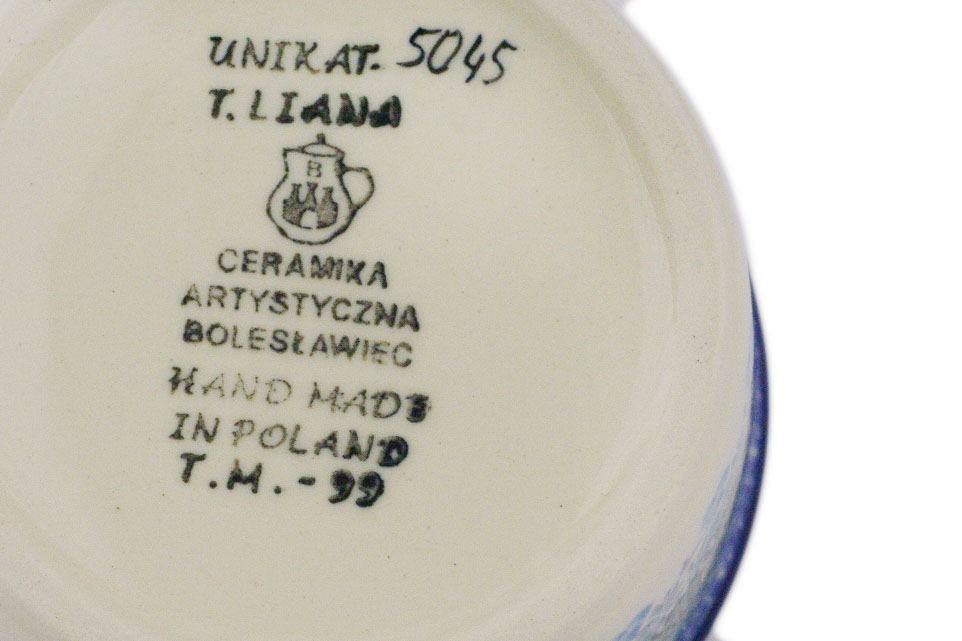 UNIKAT. 5045
T. LIANA
B
CERAMIKA
ARTYSTYCZNA
BOLESŁAWIEC
HAND MADE
IN POLAND
T.M.-99